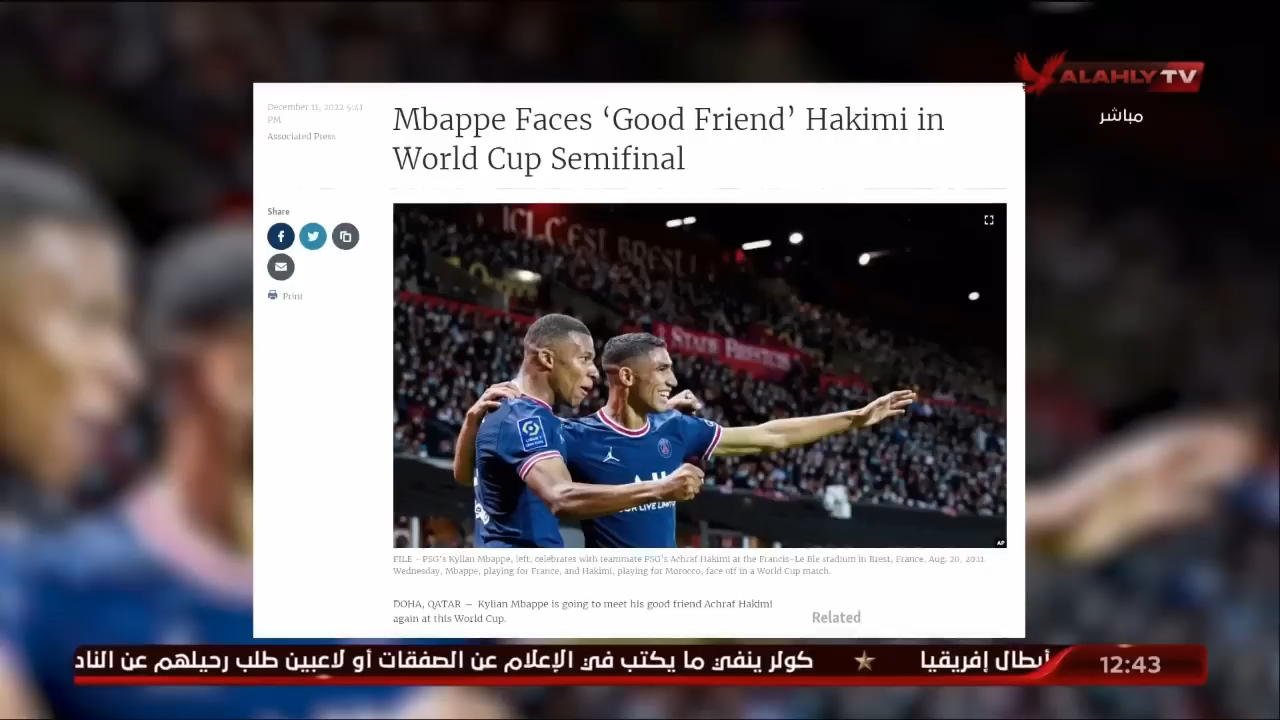 ALAHLY TV
مباشر
December 11, 2022 5:41
PM
Associated Press
Mbappe Faces ‘Good Friend’ Hakimi in
World Cup Semifinal
Share
Print
STADE BRESTOIS
AP
FILE - PSG's Kylian Mbappe, left, celebrates with teammate PSG's Achraf Hakimi at the Francis-Le Ble stadium in Brest, France, Aug. 20, 2021.
Wednesday, Mbappe, playing for France, and Hakimi, playing for Morocco, face off in a World Cup match.
DOHA, QATAR — Kylian Mbappe is going to meet his good friend Achraf Hakimi
again at this World Cup.
Related
أبطال إفريقيا ★ كولر ينفي ما يكتب في الإعلام عن الصفقات أو لاعبين طلب رحيلهم عن الناد
12:43